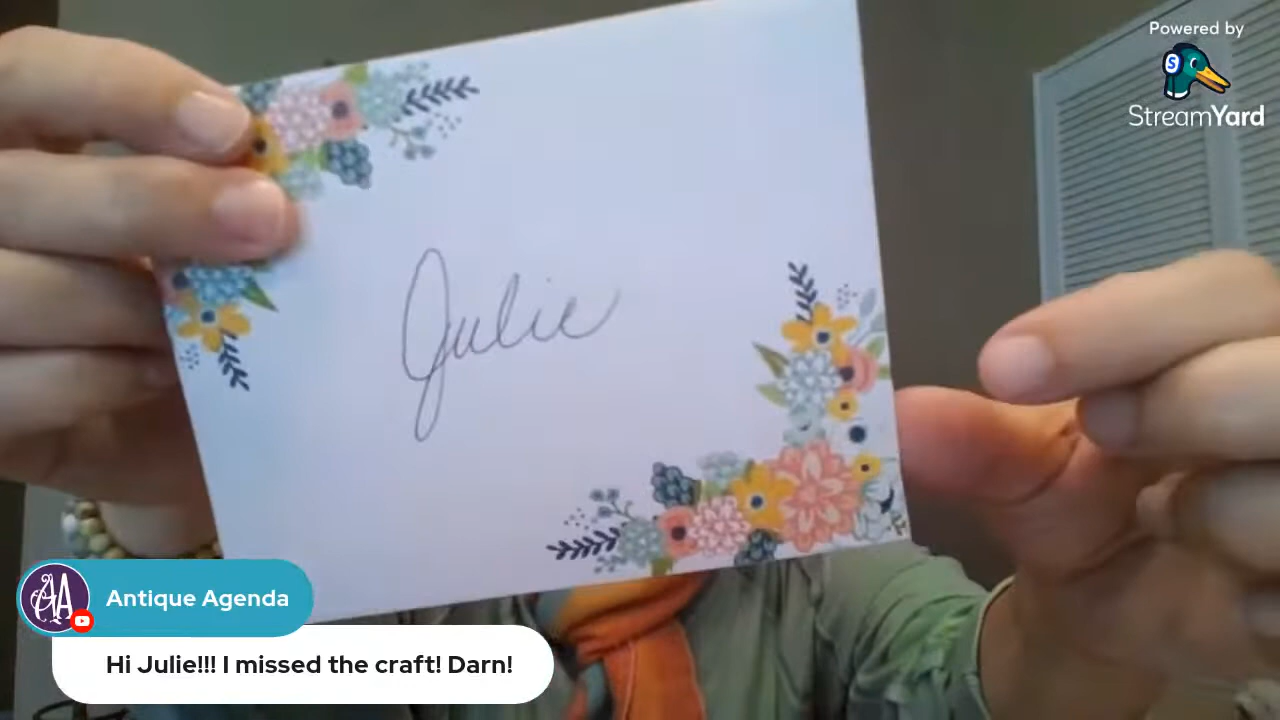 Powered by
StreamYard
Julie
Antique Agenda
Hi Julie!!! I missed the craft! Darn!